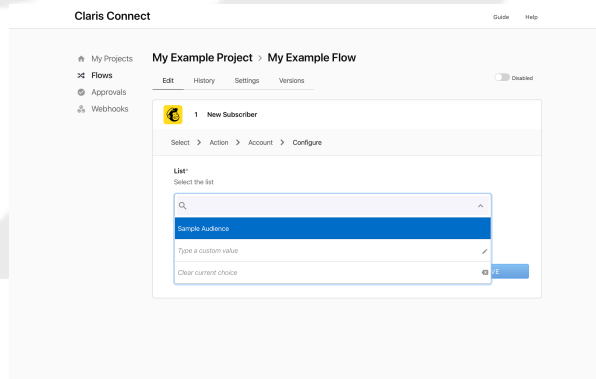 Claris Connect
Guide Help
My Projects
Flows
Approvals
Webhooks
My Example Project > My Example Flow
Edit History Settings Versions
Disabled
1 New Subscriber
Select > Action > Account > Configure
List*
Select the list
Sample Audience
Type a custom value
Clear current choice
VE